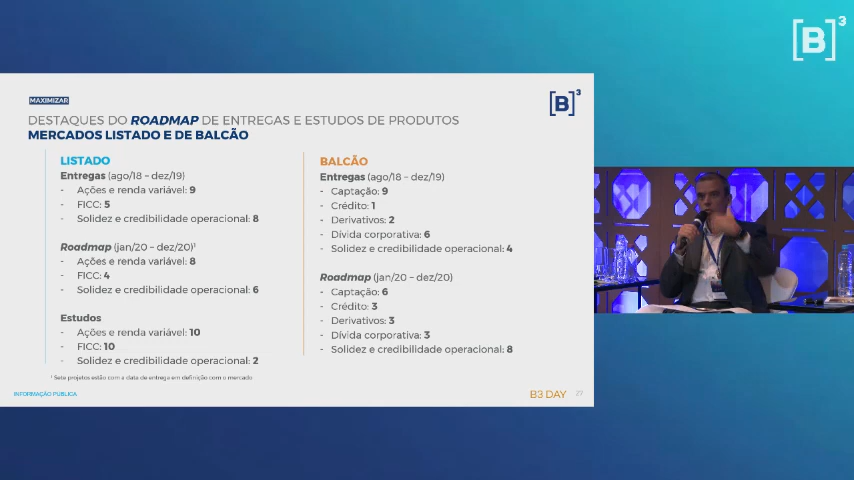 [B]³
MAXIMIZAR
[B]³
DESTAQUES DO ROADMAP DE ENTREGAS E ESTUDOS DE PRODUTOS
MERCADOS LISTADO E DE BALCÃO
LISTADO
Entregas (ago/18 – dez/19)
- Ações e renda variável: 9
- FICC: 5
- Solidez e credibilidade operacional: 8
Roadmap (jan/20 – dez/20)¹
- Ações e renda variável: 8
- FICC: 4
- Solidez e credibilidade operacional: 6
Estudos
- Ações e renda variável: 10
- FICC: 10
- Solidez e credibilidade operacional: 2
¹ Sete projetos estão com a data de entrega em definição com o mercado
BALCÃO
Entregas (ago/18 – dez/19)
- Captação: 9
- Crédito: 1
- Derivativos: 2
- Dívida corporativa: 6
- Solidez e credibilidade operacional: 4
Roadmap (jan/20 – dez/20)
- Captação: 6
- Crédito: 3
- Derivativos: 3
- Dívida corporativa: 3
- Solidez e credibilidade operacional: 8
INFORMAÇÃO PÚBLICA
B3 DAY 27